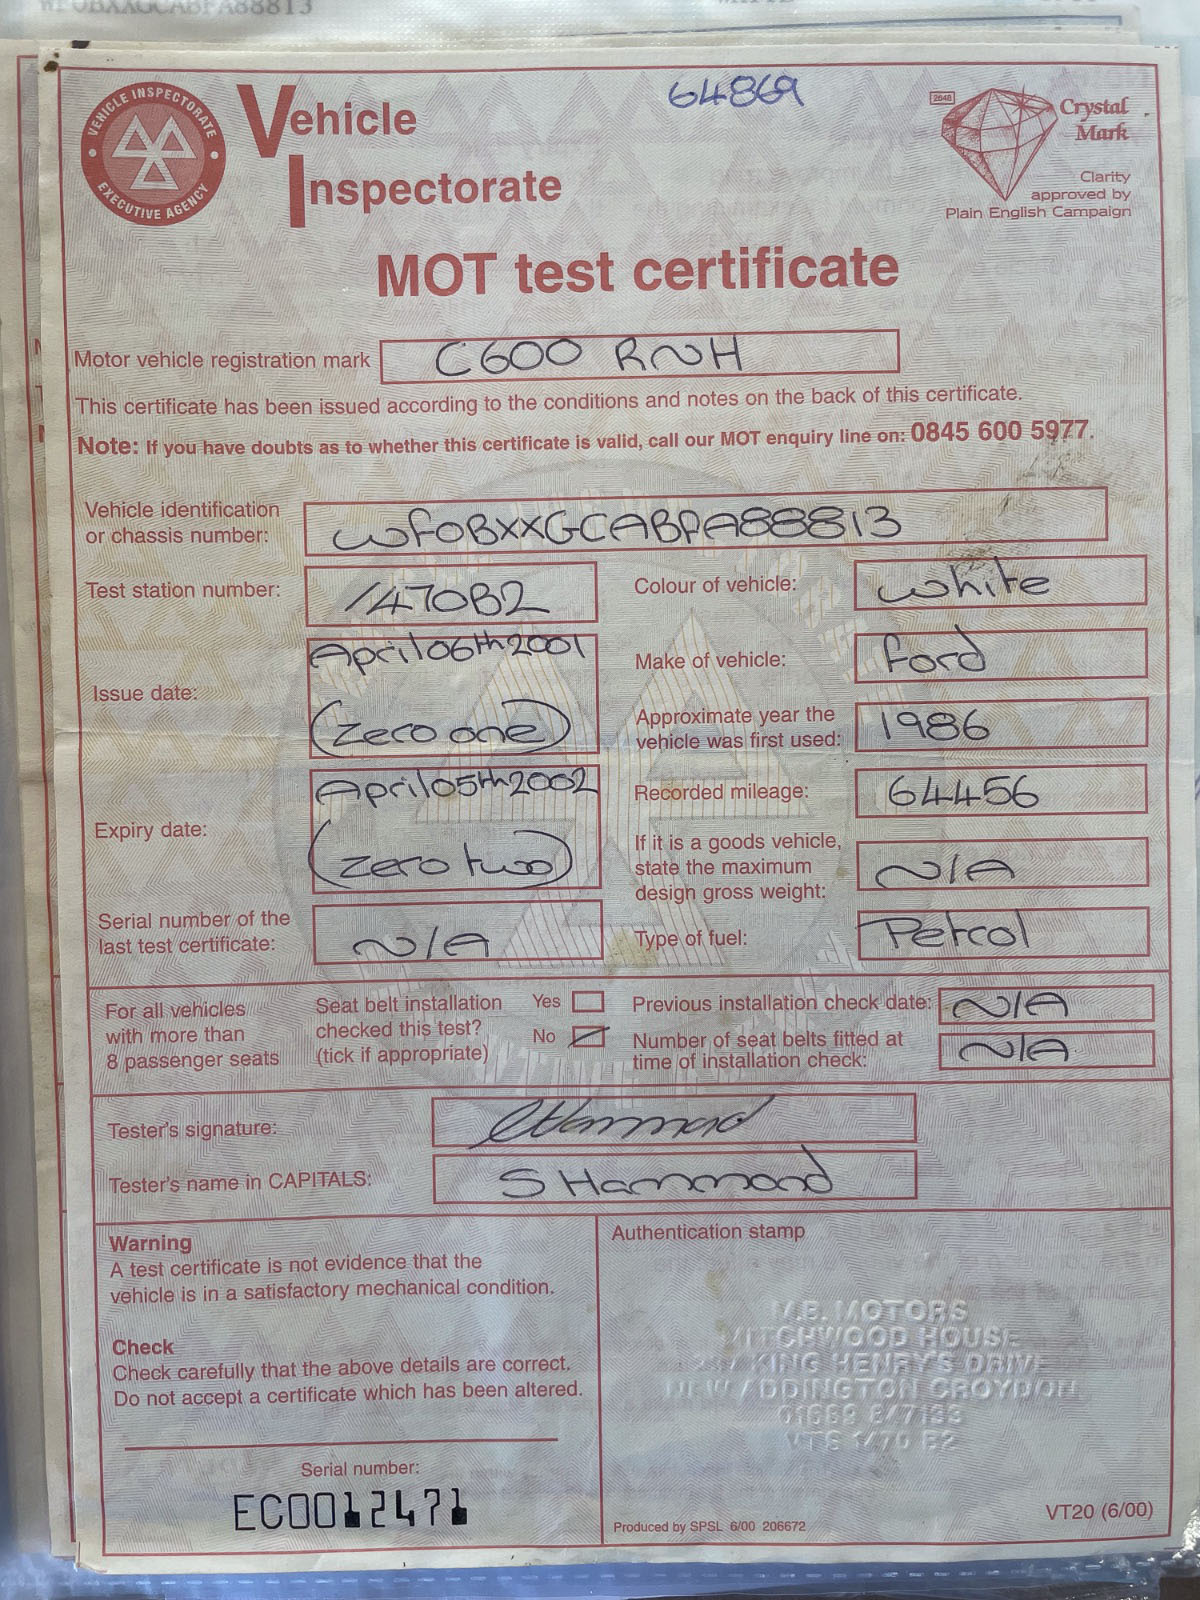 WF0BXXGCABFA88813
64869
VEHICLE INSPECTORATE
EXECUTIVE AGENCY
Vehicle
Inspectorate
2848
Crystal
Mark
Clarity
approved by
Plain English Campaign
MOT test certificate
Motor vehicle registration mark C600 RNH
This certificate has been issued according to the conditions and notes on the back of this certificate.
Note: If you have doubts as to whether this certificate is valid, call our MOT enquiry line on: 0845 600 5977.
Vehicle identification
or chassis number: WF0BXXGCABFA88813
Test station number: 1470B2
Colour of vehicle: White
Issue date: April 06th 2001
(zero one)
Make of vehicle: Ford
Approximate year the
vehicle was first used: 1986
Expiry date: April 05th 2002
(zero two)
Recorded mileage: 64456
If it is a goods vehicle,
state the maximum
design gross weight: N/A
Serial number of the
last test certificate: N/A
Type of fuel: Petrol
For all vehicles
with more than
8 passenger seats
Seat belt installation
checked this test?
(tick if appropriate)
Yes
No
Previous installation check date: N/A
Number of seat belts fitted at
time of installation check: N/A
Tester's signature: SHammond
Tester's name in CAPITALS: S Hammond
Warning
A test certificate is not evidence that the
vehicle is in a satisfactory mechanical condition.
Check
Check carefully that the above details are correct.
Do not accept a certificate which has been altered.
Serial number:
EC0012471
Authentication stamp
M.B. MOTORS
HOUSE
KING HENRY'S DRIVE
NEW ADDINGTON CROYDON
01689 847133
VTS 1470 B2
Produced by SPSL 6/00 206672
VT20 (6/00)